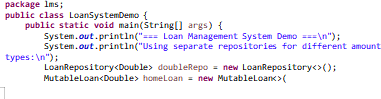 package lms;
public class LoanSystemDemo {
public static void main(String[] args) {
System.out.println("=== Loan Management System Demo ===\n");
System.out.println("Using separate repositories for different amount
types:\n");
LoanRepository<Double> doubleRepo = new LoanRepository<>();
MutableLoan<Double> homeLoan = new MutableLoan<>(